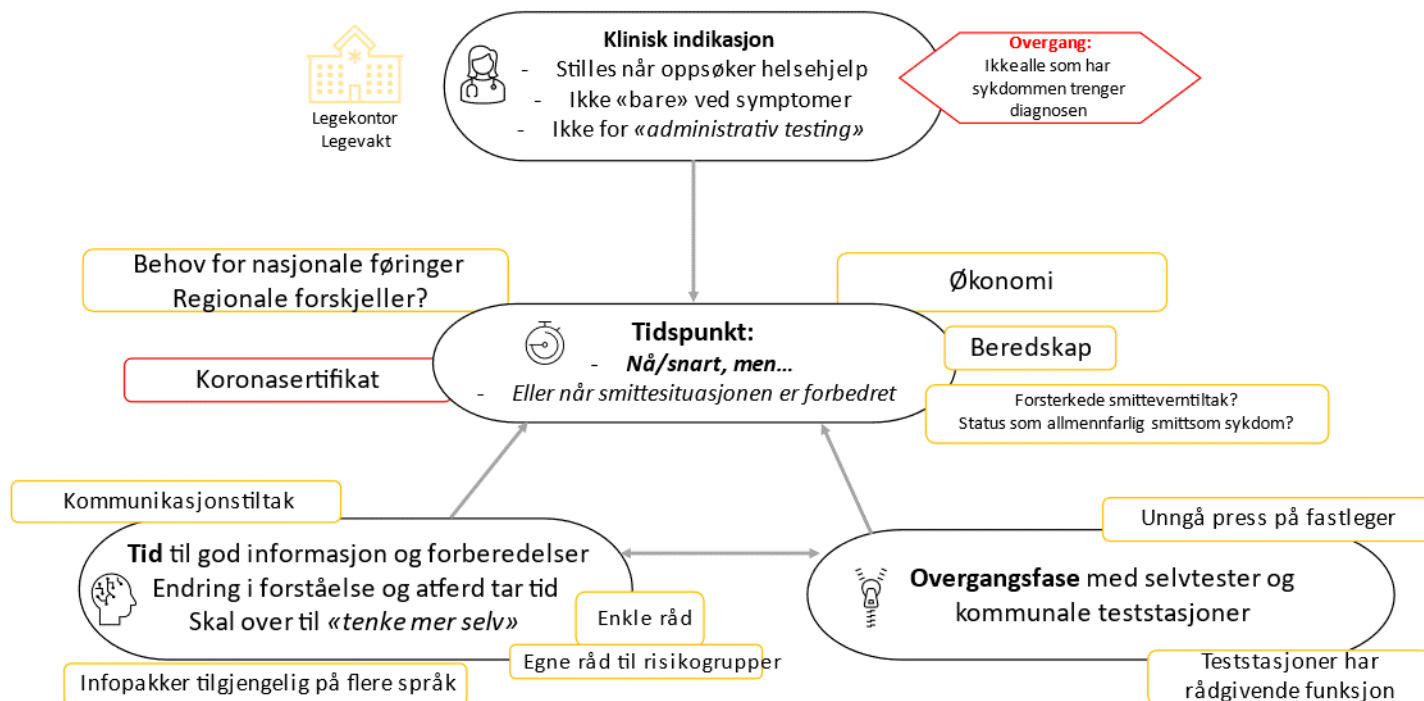 Klinisk indikasjon
- Stilles når oppsøker helsehjelp
- Ikke «bare» ved symptomer
- Ikke for «administrativ testing»
Overgang:
Ikkealle som har
sykdommen trenger
diagnosen
Legekontor
Legevakt
Behov for nasjonale føringer
Regionale forskjeller?
Økonomi
Tidspunkt:
- Nå/snart, men...
- Eller når smittesituasjonen er forbedret
Beredskap
Koronasertifikat
Forsterkede smitteverntiltak?
Status som allmennfarlig smittsom sykdom?
Kommunikasjonstiltak
Tid til god informasjon og forberedelser
Endring i forståelse og atferd tar tid
Skal over til «tenke mer selv»
Enkle råd
Egne råd til risikogrupper
Infopakker tilgjengelig på flere språk
Unngå press på fastleger
Overgangsfase med selvtester og
kommunale teststasjoner
Teststasjoner har
rådgivende funksjon